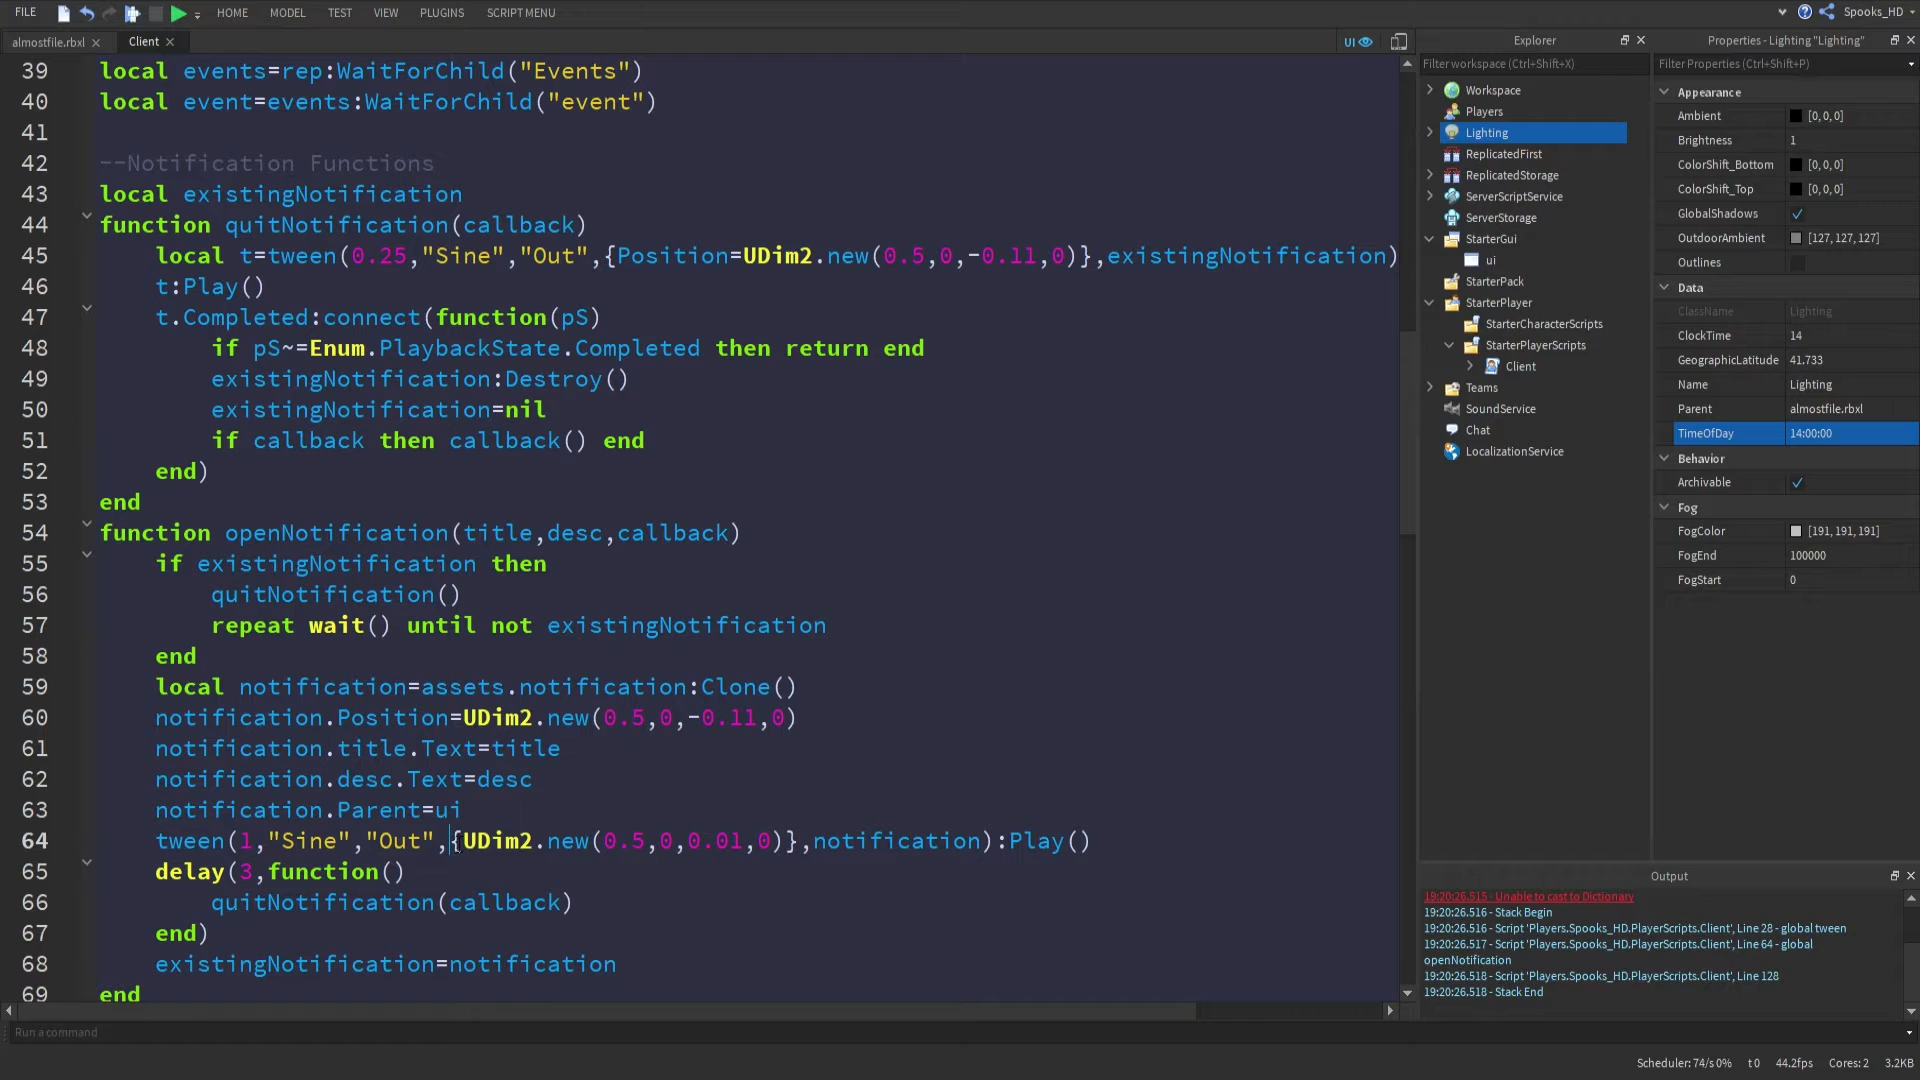 FILE HOME MODEL TEST VIEW PLUGINS SCRIPT MENU Spooks_HD
almostfile.rbxl Client UI
39 local events=rep:WaitForChild("Events")
40 local event=events:WaitForChild("event")
41
42 --Notification Functions
43 local existingNotification
44 function quitNotification(callback)
45 local t=tween(0.25,"Sine","Out",{Position=UDim2.new(0.5,0,-0.11,0)},existingNotification)
46 t:Play()
47 t.Completed:connect(function(pS)
48 if pS~=Enum.PlaybackState.Completed then return end
49 existingNotification:Destroy()
50 existingNotification=nil
51 if callback then callback() end
52 end)
53 end
54 function openNotification(title,desc,callback)
55 if existingNotification then
56 quitNotification()
57 repeat wait() until not existingNotification
58 end
59 local notification=assets.notification:Clone()
60 notification.Position=UDim2.new(0.5,0,-0.11,0)
61 notification.title.Text=title
62 notification.desc.Text=desc
63 notification.Parent=ui
64 tween(1,"Sine","Out",{UDim2.new(0.5,0,0.01,0)},notification):Play()
65 delay(3,function()
66 quitNotification(callback)
67 end)
68 existingNotification=notification
69 end
Run a command
Explorer
Filter workspace (Ctrl+Shift+X)
Workspace
Players
Lighting
ReplicatedFirst
ReplicatedStorage
ServerScriptService
ServerStorage
StarterGui
ui
StarterPack
StarterPlayer
StarterCharacterScripts
StarterPlayerScripts
Client
Teams
SoundService
Chat
LocalizationService
Properties - Lighting "Lighting"
Filter Properties (Ctrl+Shift+P)
Appearance
Ambient [0,0,0]
Brightness 1
ColorShift_Bottom [0,0,0]
ColorShift_Top [0,0,0]
GlobalShadows
OutdoorAmbient [127,127,127]
Outlines
Data
ClassName Lighting
ClockTime 14
GeographicLatitude 41.733
Name Lighting
Parent almostfile.rbxl
TimeOfDay 14:00:00
Behavior
Archivable
Fog
FogColor [191,191,191]
FogEnd 100000
FogStart 0
Output
19:20:26.515 - Unable to cast to Dictionary
19:20:26.516 - Stack Begin
19:20:26.516 - Script 'Players.Spooks_HD.PlayerScripts.Client', Line 28 - global tween
19:20:26.517 - Script 'Players.Spooks_HD.PlayerScripts.Client', Line 64 - global
openNotification
19:20:26.518 - Script 'Players.Spooks_HD.PlayerScripts.Client', Line 128
19:20:26.518 - Stack End
Scheduler: 74/s 0% t 0 44.2fps Cores: 2 3.2KB